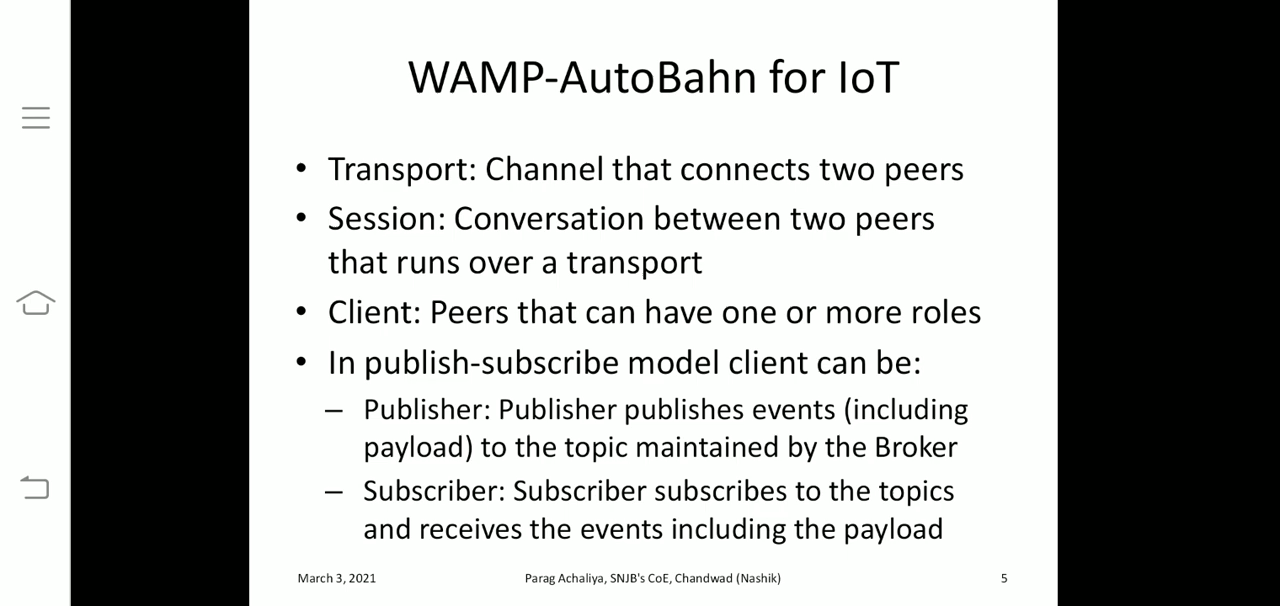 WAMP-AutoBahn for IoT
• Transport: Channel that connects two peers
• Session: Conversation between two peers
that runs over a transport
• Client: Peers that can have one or more roles
• In publish-subscribe model client can be:
– Publisher: Publisher publishes events (including
payload) to the topic maintained by the Broker
– Subscriber: Subscriber subscribes to the topics
and receives the events including the payload
March 3, 2021 Parag Achaliya, SNJB's CoE, Chandwad (Nashik) 5